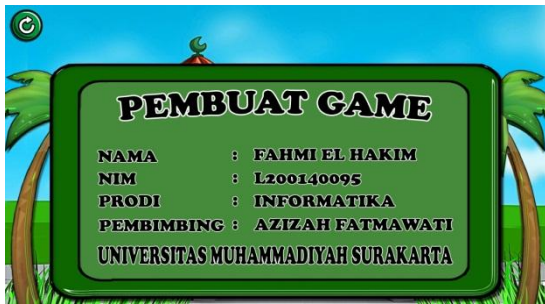 PEMBUAT GAME
NAMA : FAHMI EL HAKIM
NIM : L200140095
PRODI : INFORMATIKA
PEMBIMBING : AZIZAH FATMAWATI
UNIVERSITAS MUHAMMADIYAH SURAKARTA